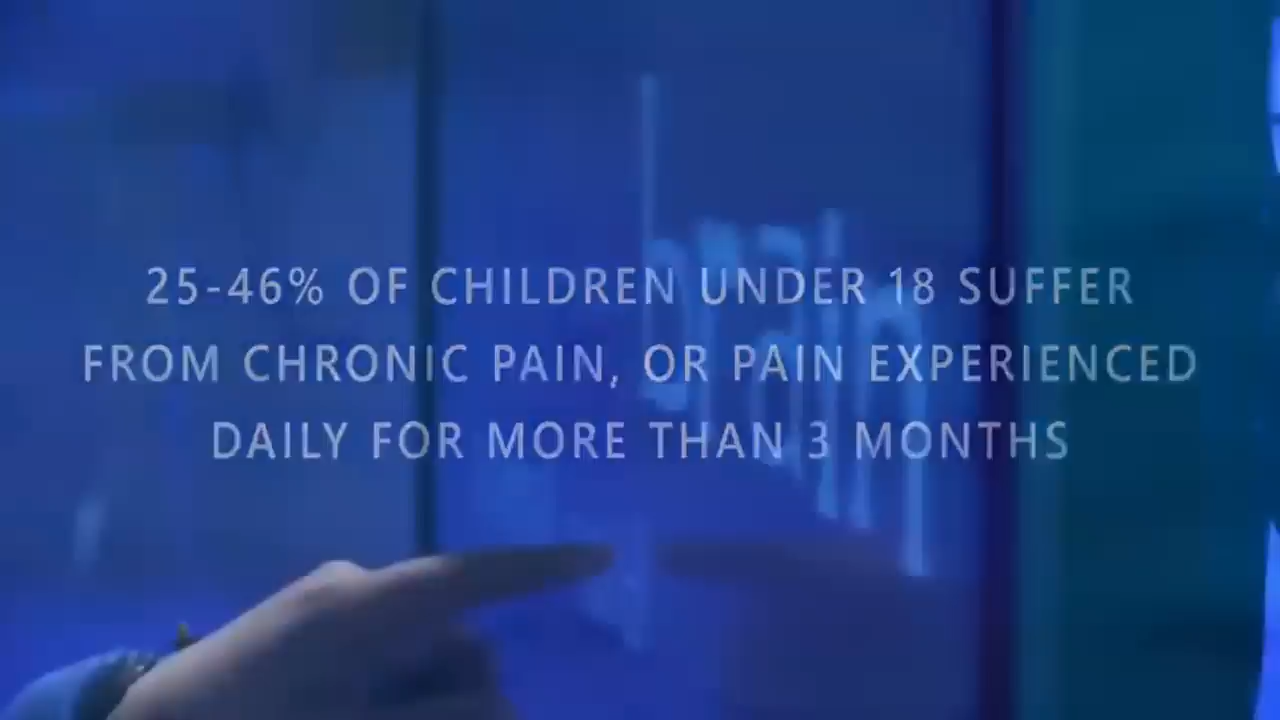 25-46% OF CHILDREN UNDER 18 SUFFER
FROM CHRONIC PAIN, OR PAIN EXPERIENCED
DAILY FOR MORE THAN 3 MONTHS
brain